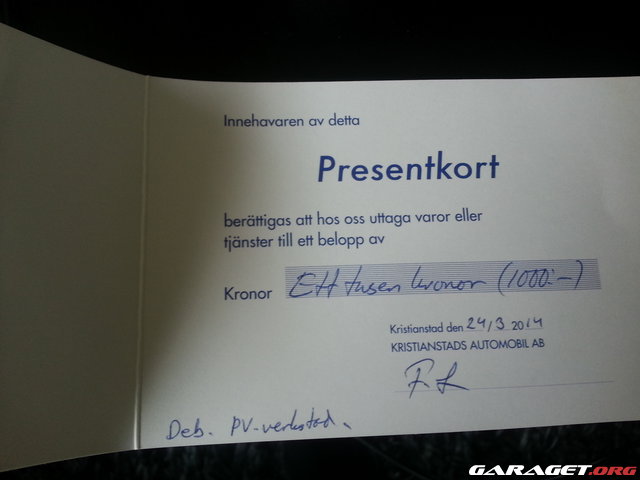 Innehavaren av detta
Presentkort
berättigas att hos oss uttaga varor eller
tjänster till ett belopp av
Kronor Ett tusen kronor (1000:-)
Kristianstad den 24/3 2014
KRISTIANSTADS AUTOMOBIL AB
Deb. PV-verkstad.
GARAGET.ORG